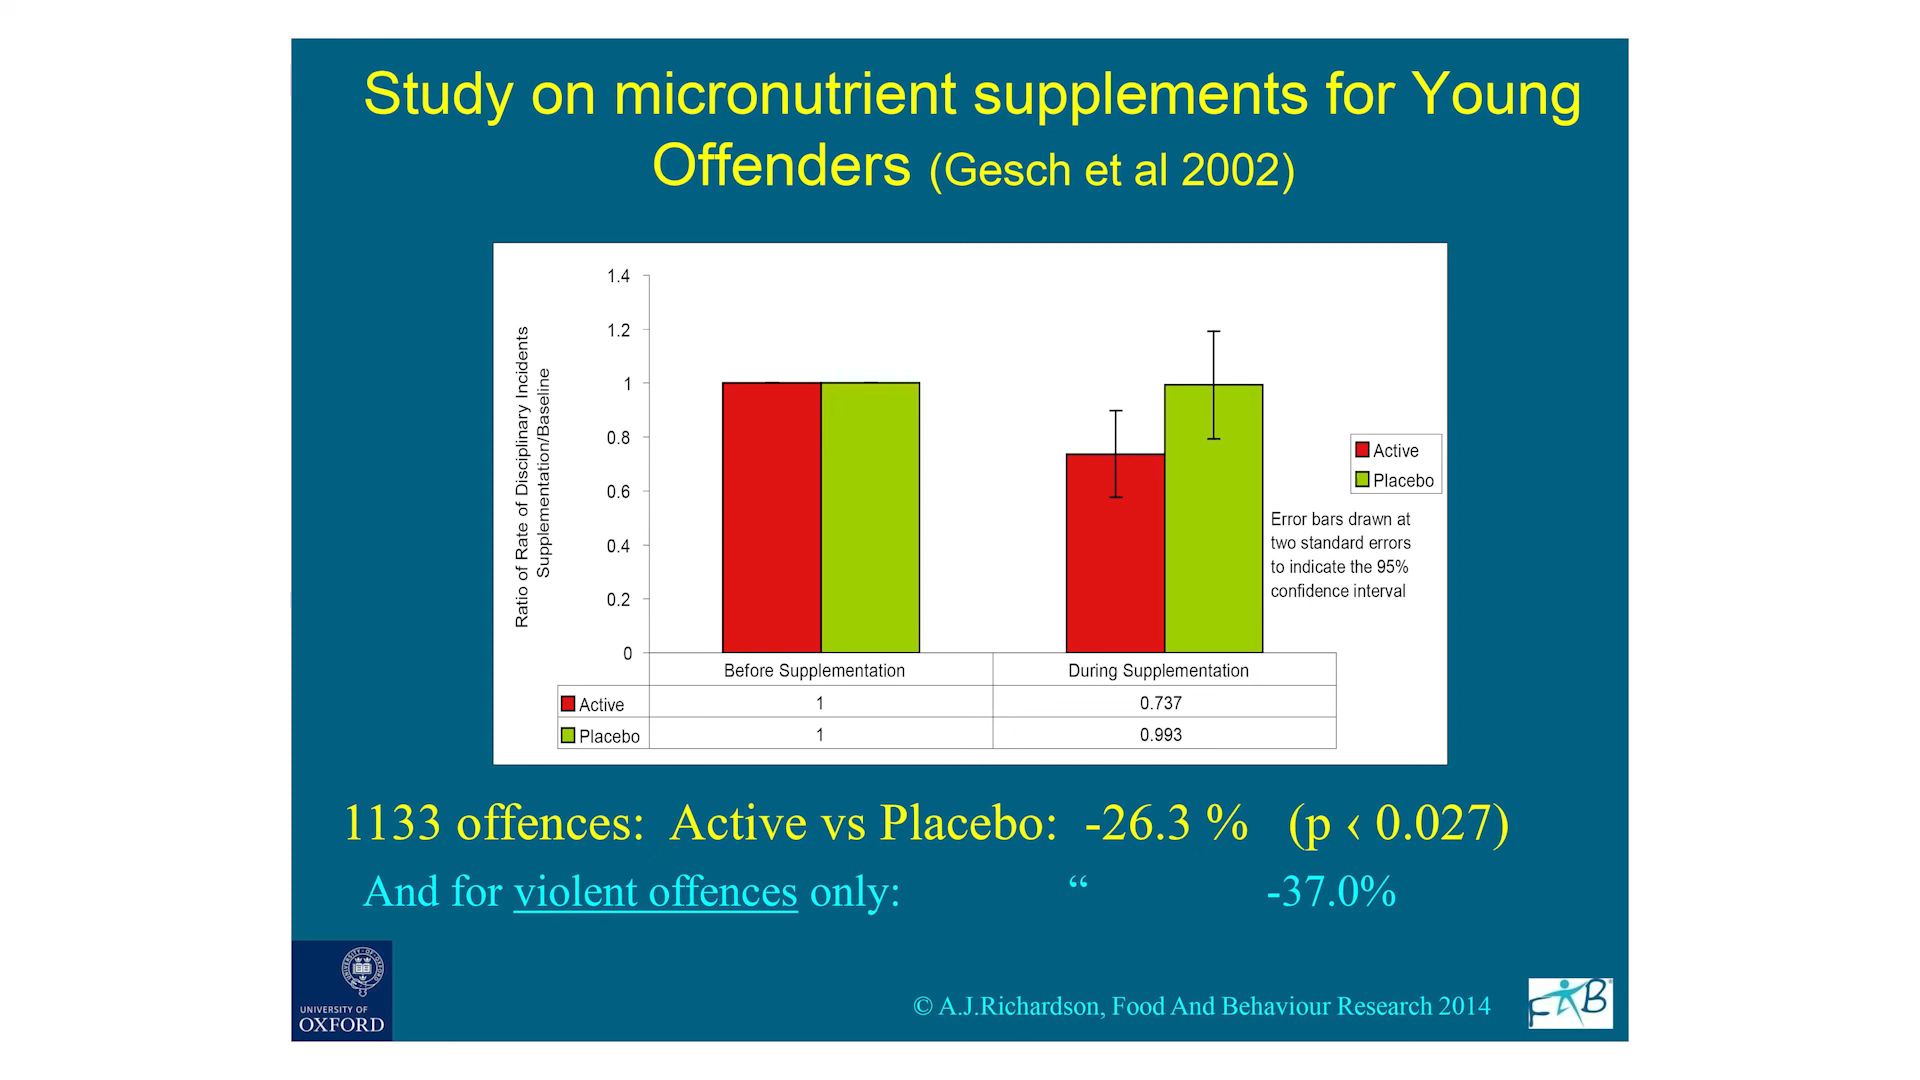 Study on micronutrient supplements for Young
Offenders (Gesch et al 2002)
Ratio of Rate of Disciplinary Incidents
Supplementation/Baseline
1.4
1.2
1
0.8
0.6
0.4
0.2
0
Active
Placebo
Error bars drawn at
two standard errors
to indicate the 95%
confidence interval
Before Supplementation During Supplementation
Active 1 0.737
Placebo 1 0.993
1133 offences: Active vs Placebo: -26.3 % (p ‹ 0.027)
And for violent offences only: “ -37.0%
UNIVERSITY OF
OXFORD
© A.J.Richardson, Food And Behaviour Research 2014
FAB